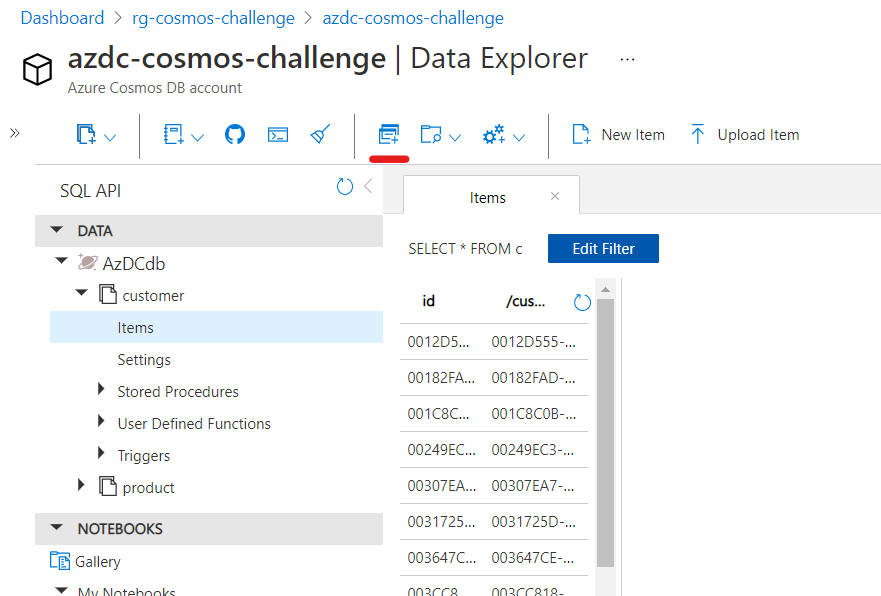 Dashboard > rg-cosmos-challenge > azdc-cosmos-challenge
azdc-cosmos-challenge | Data Explorer ...
Azure Cosmos DB account
New Item Upload Item
SQL API
Items
DATA
SELECT * FROM c Edit Filter
AzDCdb
customer
id /cus...
Items
0012D5... 0012D555-...
Settings
00182FA... 00182FAD-...
Stored Procedures
001C8C... 001C8C0B-...
User Defined Functions
00249EC... 00249EC3-...
Triggers
product
00307EA... 00307EA7-...
NOTEBOOKS
0031725... 0031725D-...
Gallery
003647C... 003647CE-...
My Notebooks
003CC8... 003CC818-...